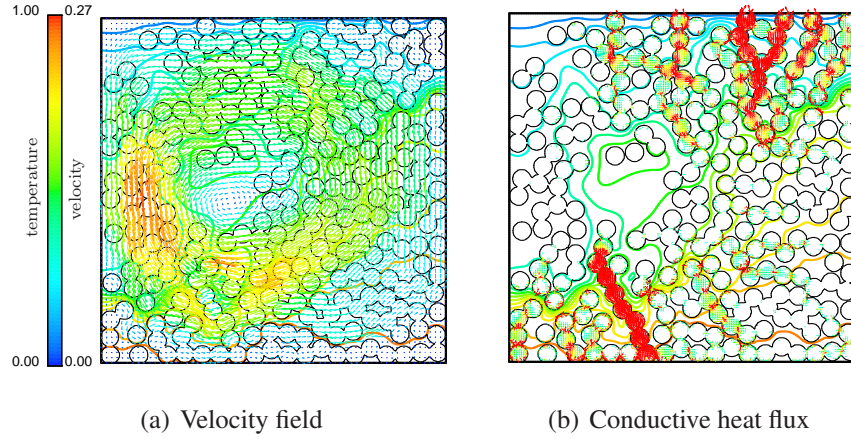 1.00 0.27
temperature
velocity
0.00 0.00
(a) Velocity field (b) Conductive heat flux